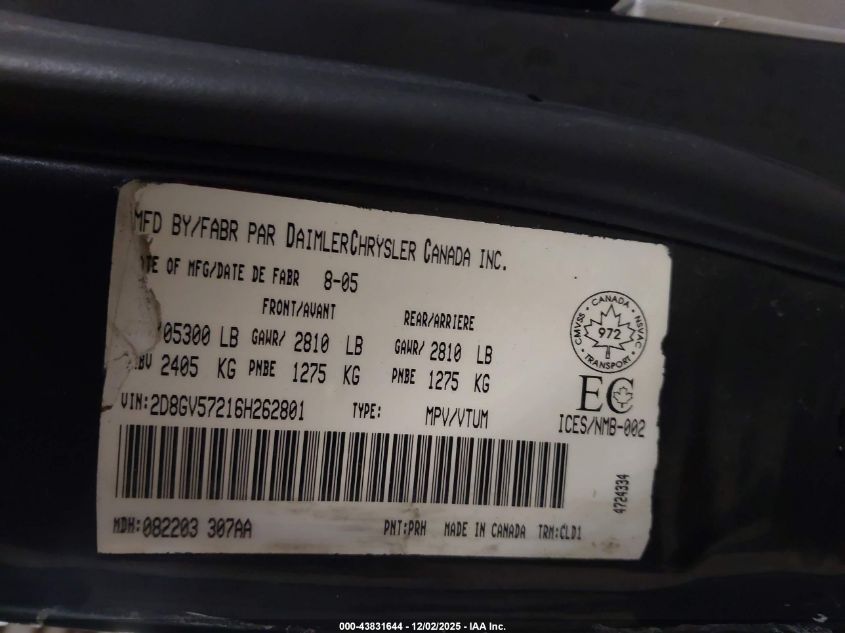 MFD BY/FABR PAR DAIMLERCHRYSLER CANADA INC.
TE OF MFG/DATE DE FABR 8-05
FRONT/AVANT REAR/ARRIERE
05300 LB GAWR/ 2810 LB GAWR/ 2810 LB
BV 2405 KG PNBE 1275 KG PNBE 1275 KG
VIN:2D8GV57216H262801 TYPE: MPV/VTUM
MDH:082203 307AA PNT:PRH MADE IN CANADA TRM:CLD1
CANADA
CMVSS NSVAC
972
TRANSPORT
EC
ICES/NMB-002
4724334
000-43831644 - 12/02/2025 - IAA Inc.